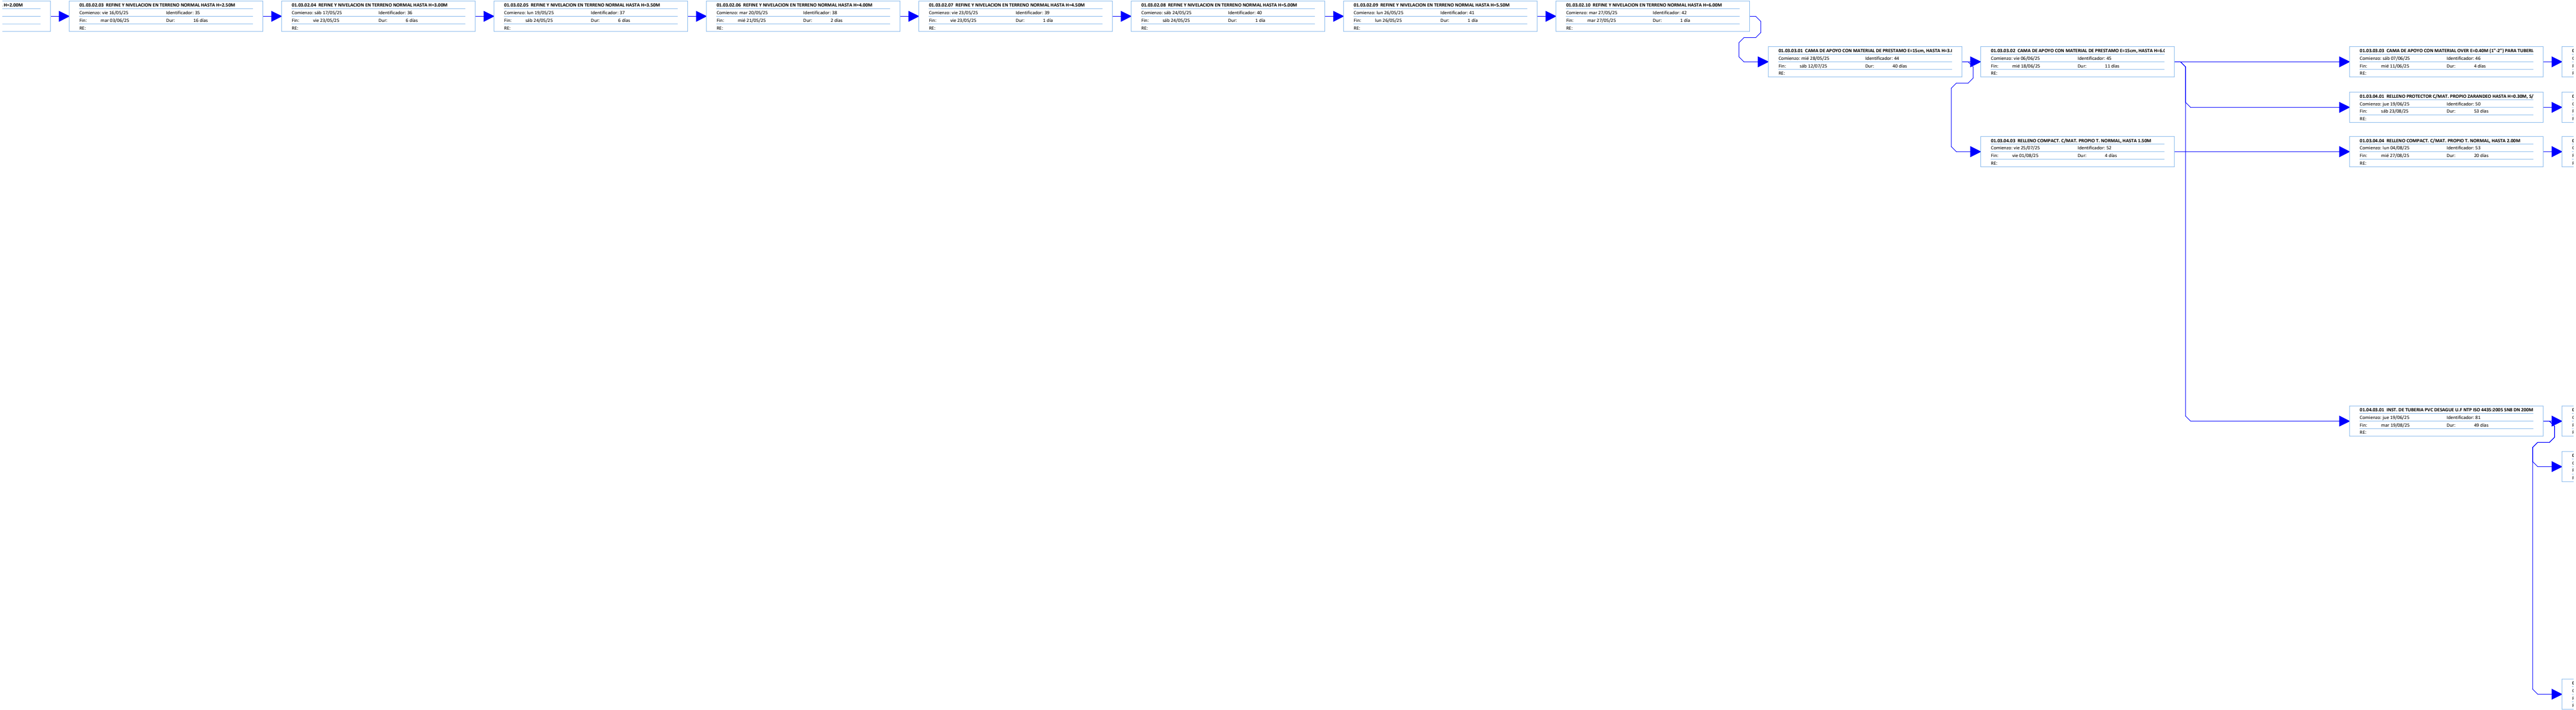 H=2.00M
01.03.02.03 REFINE Y NIVELACION EN TERRENO NORMAL HASTA H=2.50M
Comienzo: vie 16/05/25 Identificador: 35
Fin: mar 03/06/25 Dur: 16 días
RE:
01.03.02.04 REFINE Y NIVELACION EN TERRENO NORMAL HASTA H=3.00M
Comienzo: sáb 17/05/25 Identificador: 36
Fin: vie 23/05/25 Dur: 6 días
RE:
01.03.02.05 REFINE Y NIVELACION EN TERRENO NORMAL HASTA H=3.50M
Comienzo: lun 19/05/25 Identificador: 37
Fin: sáb 24/05/25 Dur: 6 días
RE:
01.03.02.06 REFINE Y NIVELACION EN TERRENO NORMAL HASTA H=4.00M
Comienzo: mar 20/05/25 Identificador: 38
Fin: mié 21/05/25 Dur: 2 días
RE:
01.03.02.07 REFINE Y NIVELACION EN TERRENO NORMAL HASTA H=4.50M
Comienzo: vie 23/05/25 Identificador: 39
Fin: vie 23/05/25 Dur: 1 día
RE:
01.03.02.08 REFINE Y NIVELACION EN TERRENO NORMAL HASTA H=5.00M
Comienzo: sáb 24/05/25 Identificador: 40
Fin: sáb 24/05/25 Dur: 1 día
RE:
01.03.02.09 REFINE Y NIVELACION EN TERRENO NORMAL HASTA H=5.50M
Comienzo: lun 26/05/25 Identificador: 41
Fin: lun 26/05/25 Dur: 1 día
RE:
01.03.02.10 REFINE Y NIVELACION EN TERRENO NORMAL HASTA H=6.00M
Comienzo: mar 27/05/25 Identificador: 42
Fin: mar 27/05/25 Dur: 1 día
RE:
01.03.03.01 CAMA DE APOYO CON MATERIAL DE PRESTAMO E=15cm, HASTA H=3.
Comienzo: mié 28/05/25 Identificador: 44
Fin: sáb 12/07/25 Dur: 40 días
RE:
01.03.03.02 CAMA DE APOYO CON MATERIAL DE PRESTAMO E=15cm, HASTA H=6.
Comienzo: vie 06/06/25 Identificador: 45
Fin: mié 18/06/25 Dur: 11 días
RE:
01.03.03.03 CAMA DE APOYO CON MATERIAL OVER E=0.40M (1"-2") PARA TUBER
Comienzo: sáb 07/06/25 Identificador: 46
Fin: mié 11/06/25 Dur: 4 días
RE:
01.03.04.01 RELLENO PROTECTOR C/MAT. PROPIO ZARANDEO HASTA H=0.30M, S/
Comienzo: jue 19/06/25 Identificador: 50
Fin: sáb 23/08/25 Dur: 53 días
RE:
01.03.04.03 RELLENO COMPACT. C/MAT. PROPIO T. NORMAL, HASTA 1.50M
Comienzo: vie 25/07/25 Identificador: 52
Fin: vie 01/08/25 Dur: 4 días
RE:
01.03.04.04 RELLENO COMPACT. C/MAT. PROPIO T. NORMAL, HASTA 2.00M
Comienzo: lun 04/08/25 Identificador: 53
Fin: mié 27/08/25 Dur: 20 días
RE:
01.04.03.01 INST. DE TUBERIA PVC DESAGUE U.F NTP ISO 4435:2005 SNB DN 200M
Comienzo: jue 19/06/25 Identificador: 81
Fin: mar 19/08/25 Dur: 49 días
RE: